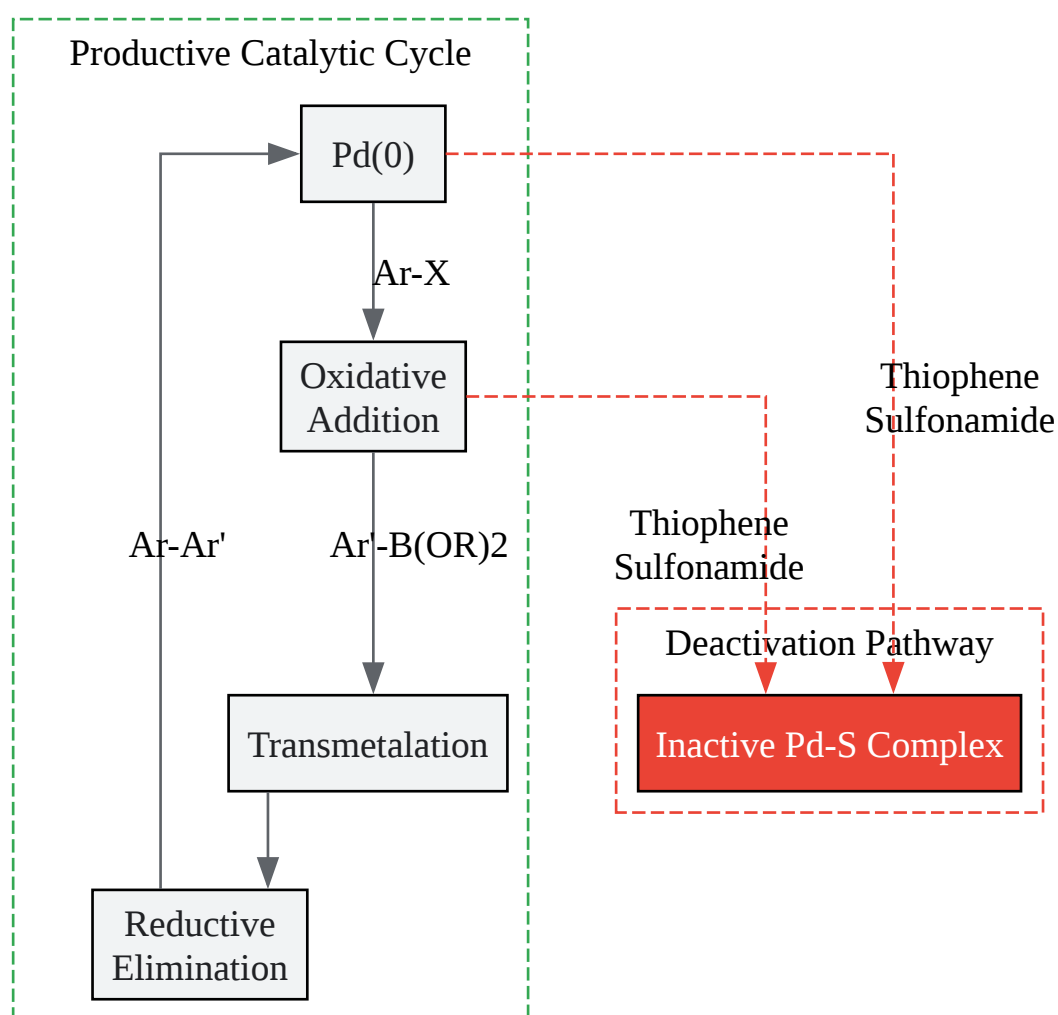 Productive Catalytic Cycle
Pd(0)
Ar-X
Oxidative
Addition
Thiophene
Sulfonamide
Thiophene
Sulfonamide
Ar-Ar'
Ar'-B(OR)2
Deactivation Pathway
Transmetalation
Inactive Pd-S Complex
Reductive
Elimination